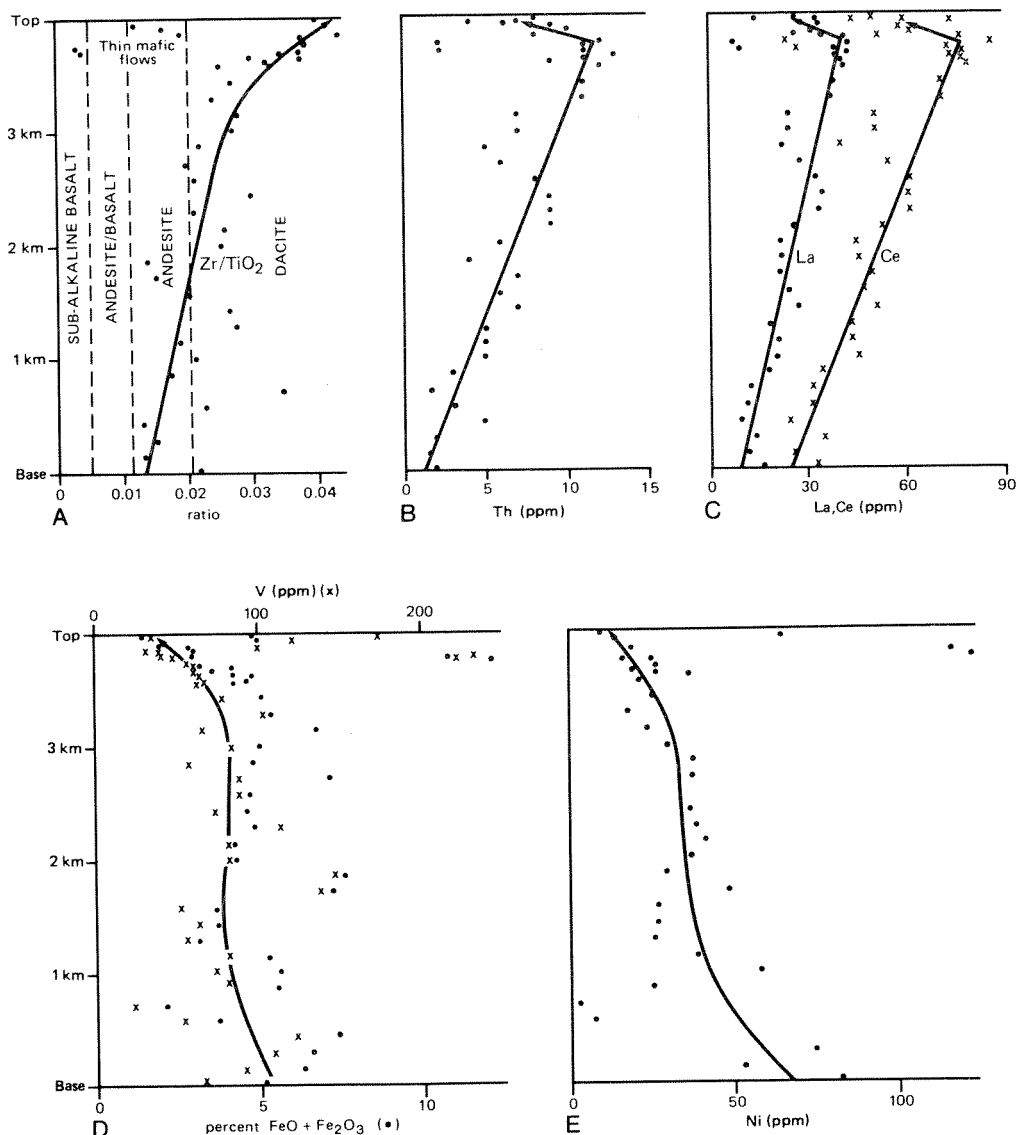 Top
Thin mafic
flows
3 km
2 km
1 km
Base
SUB-ALKALINE BASALT
ANDESITE/BASALT
ANDESITE
Zr/TiO₂
DACITE
0 0.01 0.02 0.03 0.04
A ratio
0 5 10 15
B Th (ppm)
La
Ce
0 30 60 90
C La,Ce (ppm)
V (ppm) (x)
0 100 200
Top
3 km
2 km
1 km
Base
0 5 10
D percent FeO + Fe₂O₃ (•)
50 100
E Ni (ppm)